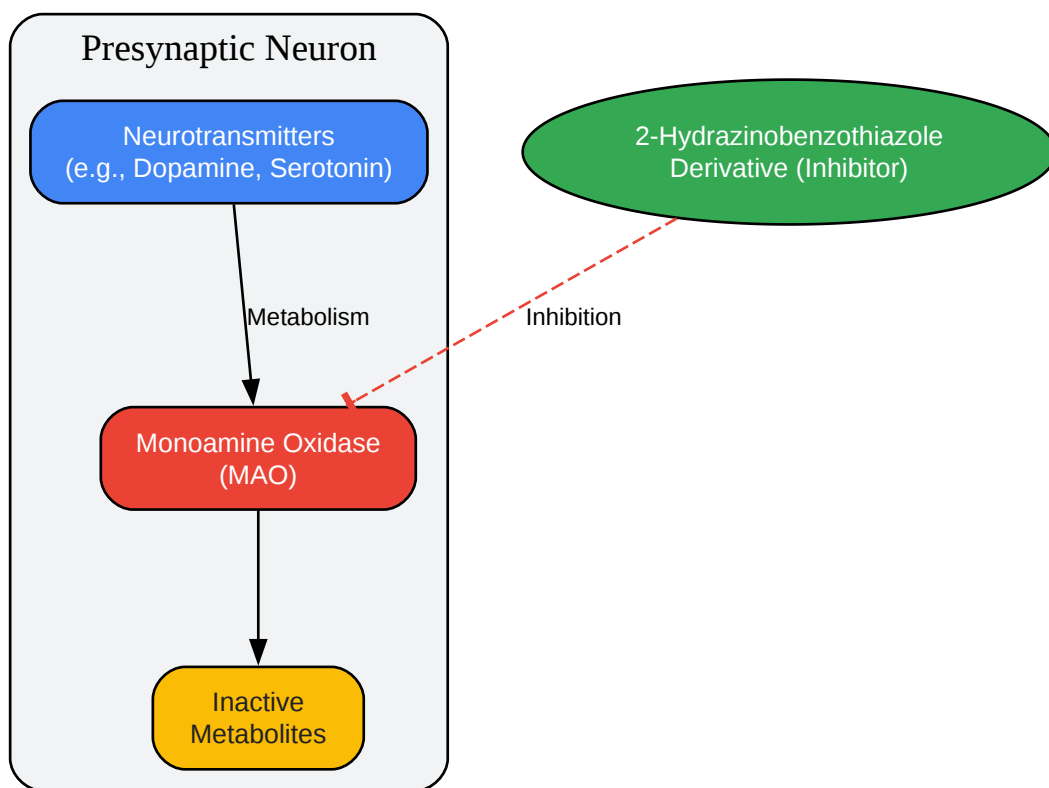 Presynaptic Neuron
Neurotransmitters
(e.g., Dopamine, Serotonin)
2-Hydrazinobenzothiazole
Derivative (Inhibitor)
Metabolism
Inhibition
Monoamine Oxidase
(MAO)
Inactive
Metabolites